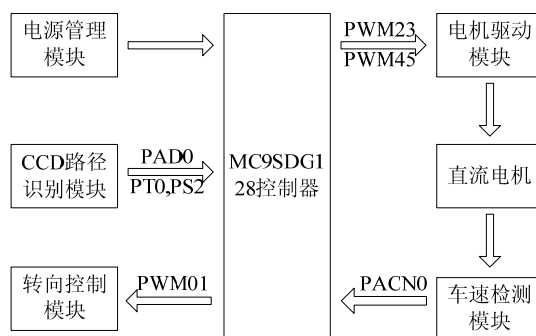 电源管理
模块
PWM23
PWM45
电机驱动
模块
CCD路径
识别模块
PAD0
PT0,PS2
MC9SDG1
28控制器
直流电机
转向控制
模块
PWM01
PACN0
车速检测
模块